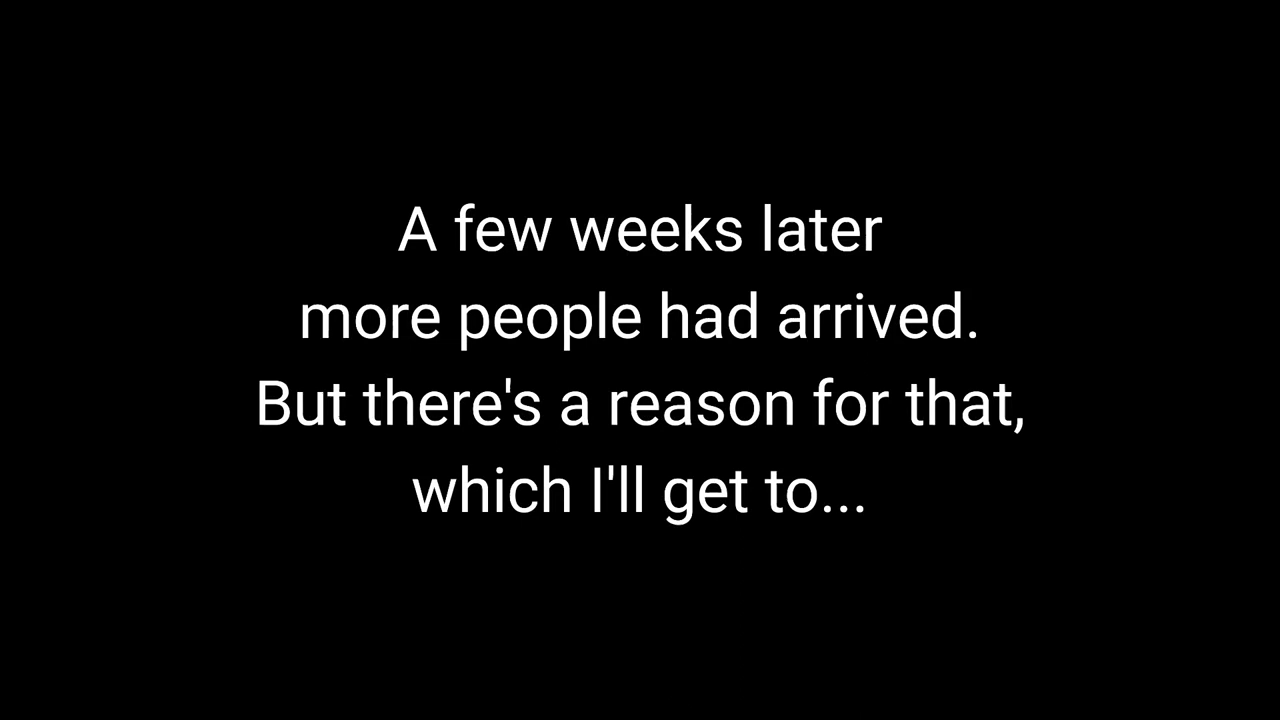 A few weeks later
more people had arrived.
But there's a reason for that,
which I'll get to...